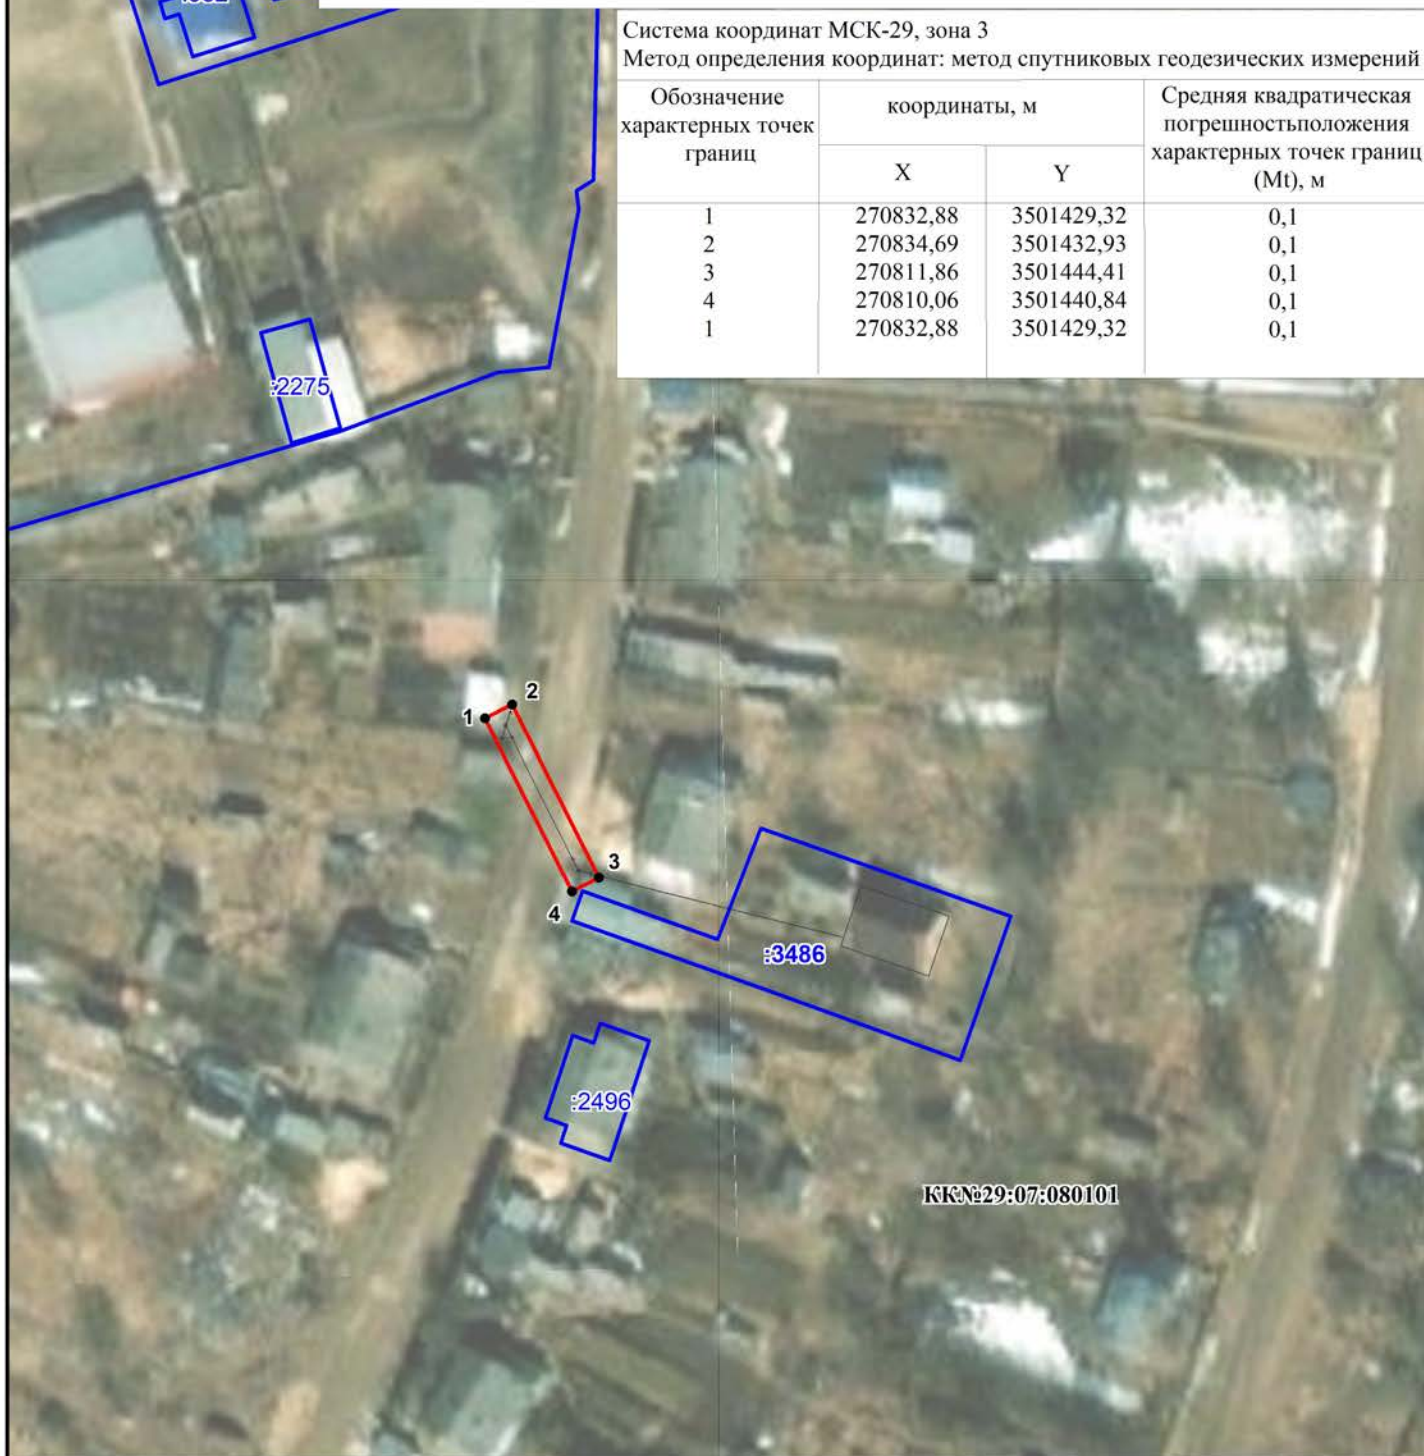 Система координат МСК-29, зона 3
Метод определения координат: метод спутниковых геодезических измерений
Обозначение характерных точек границ
координаты, м
Средняя квадратическая погрешностьположения характерных точек границ (Mt), м
X Y
1 270832,88 3501429,32 0,1
2 270834,69 3501432,93 0,1
3 270811,86 3501444,41 0,1
4 270810,06 3501440,84 0,1
1 270832,88 3501429,32 0,1
:2275
2
1
3
4
:3486
:2496
КК№29:07:080101